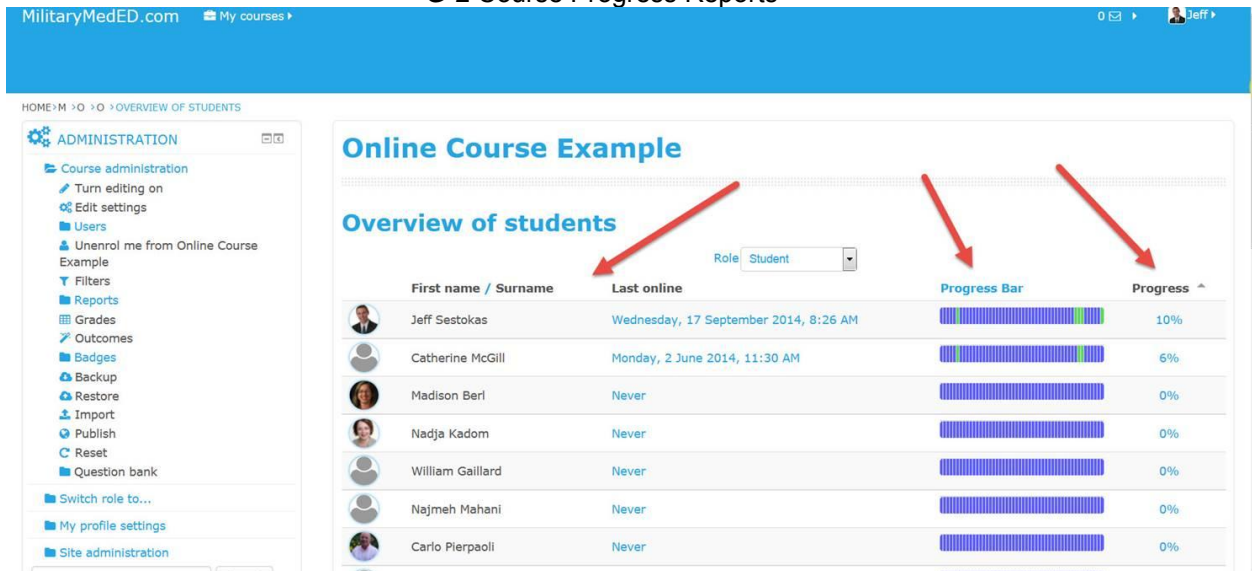 2 Course Progress Reports
MilitaryMedED.com My courses
0 Jeff
HOME>M >O >O >OVERVIEW OF STUDENTS
ADMINISTRATION
Course administration
Turn editing on
Edit settings
Users
Unenrol me from Online Course
Example
Filters
Reports
Grades
Outcomes
Badges
Backup
Restore
Import
Publish
Reset
Question bank
Switch role to...
My profile settings
Site administration
Online Course Example
Overview of students
Role Student
First name / Surname Last online Progress Bar Progress
Jeff Sestokas Wednesday, 17 September 2014, 8:26 AM 10%
Catherine McGill Monday, 2 June 2014, 11:30 AM 6%
Madison Berl Never 0%
Nadja Kadom Never 0%
William Gaillard Never 0%
Najmeh Mahani Never 0%
Carlo Pierpaoli Never 0%